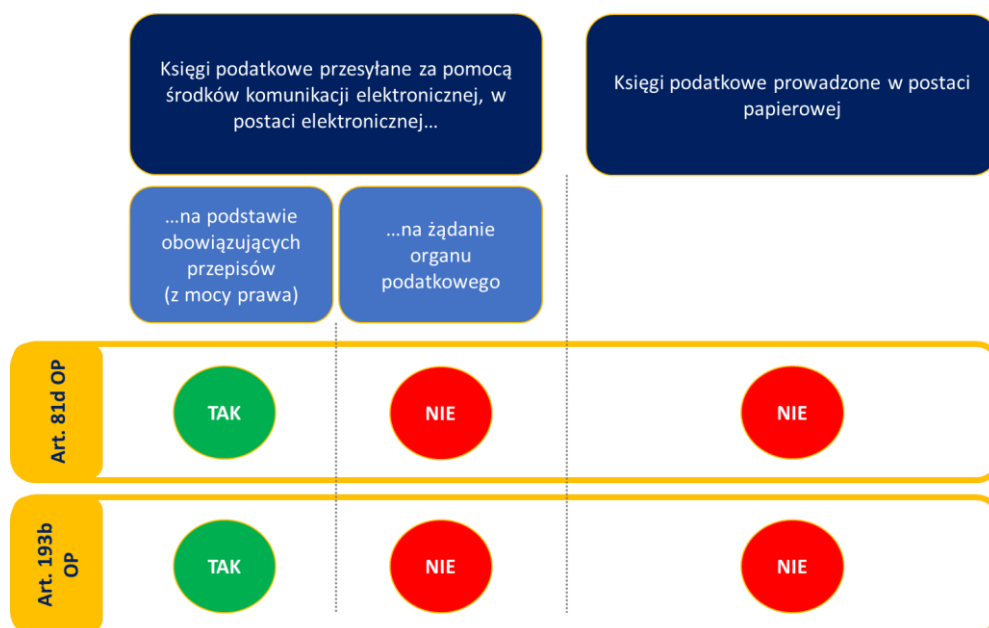 Księgi podatkowe przesyłane za pomocą
środków komunikacji elektronicznej, w
postaci elektronicznej...
Księgi podatkowe prowadzone w postaci
papierowej
...na podstawie
obowiązujących
przepisów
(z mocy prawa)
...na żądanie
organu
podatkowego
Art. 81d OP
TAK
NIE
NIE
Art. 193b
OP
TAK
NIE
NIE